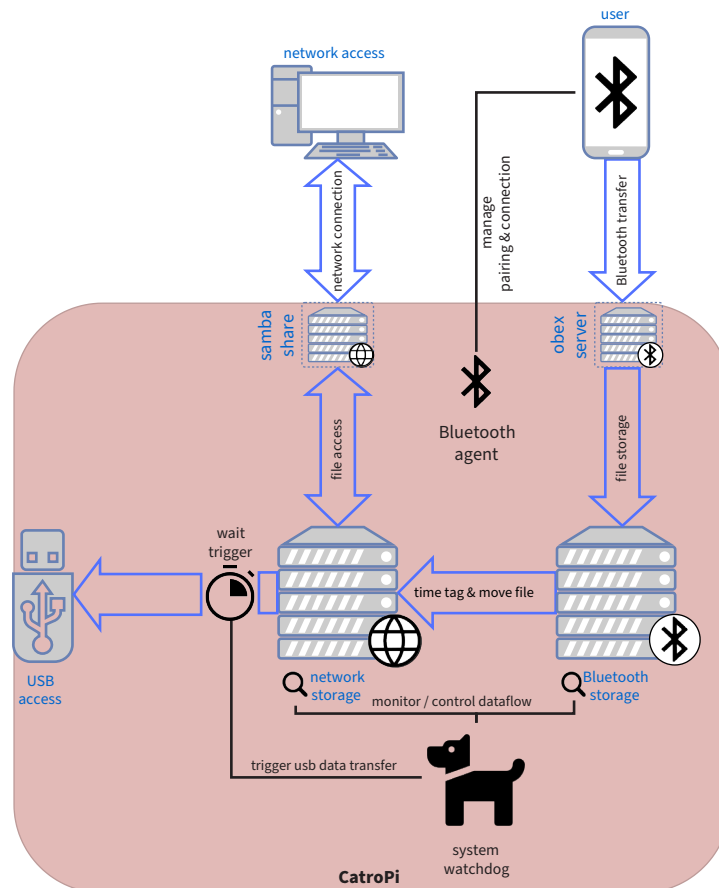 user
network access
network connection
manage
pairing & connection
Bluetooth transfer
samba
share
obex
server
Bluetooth
agent
file access
file storage
wait
trigger
time tag & move file
USB
access
network
storage
Bluetooth
storage
monitor / control dataflow
trigger usb data transfer
system
watchdog
CatroPi